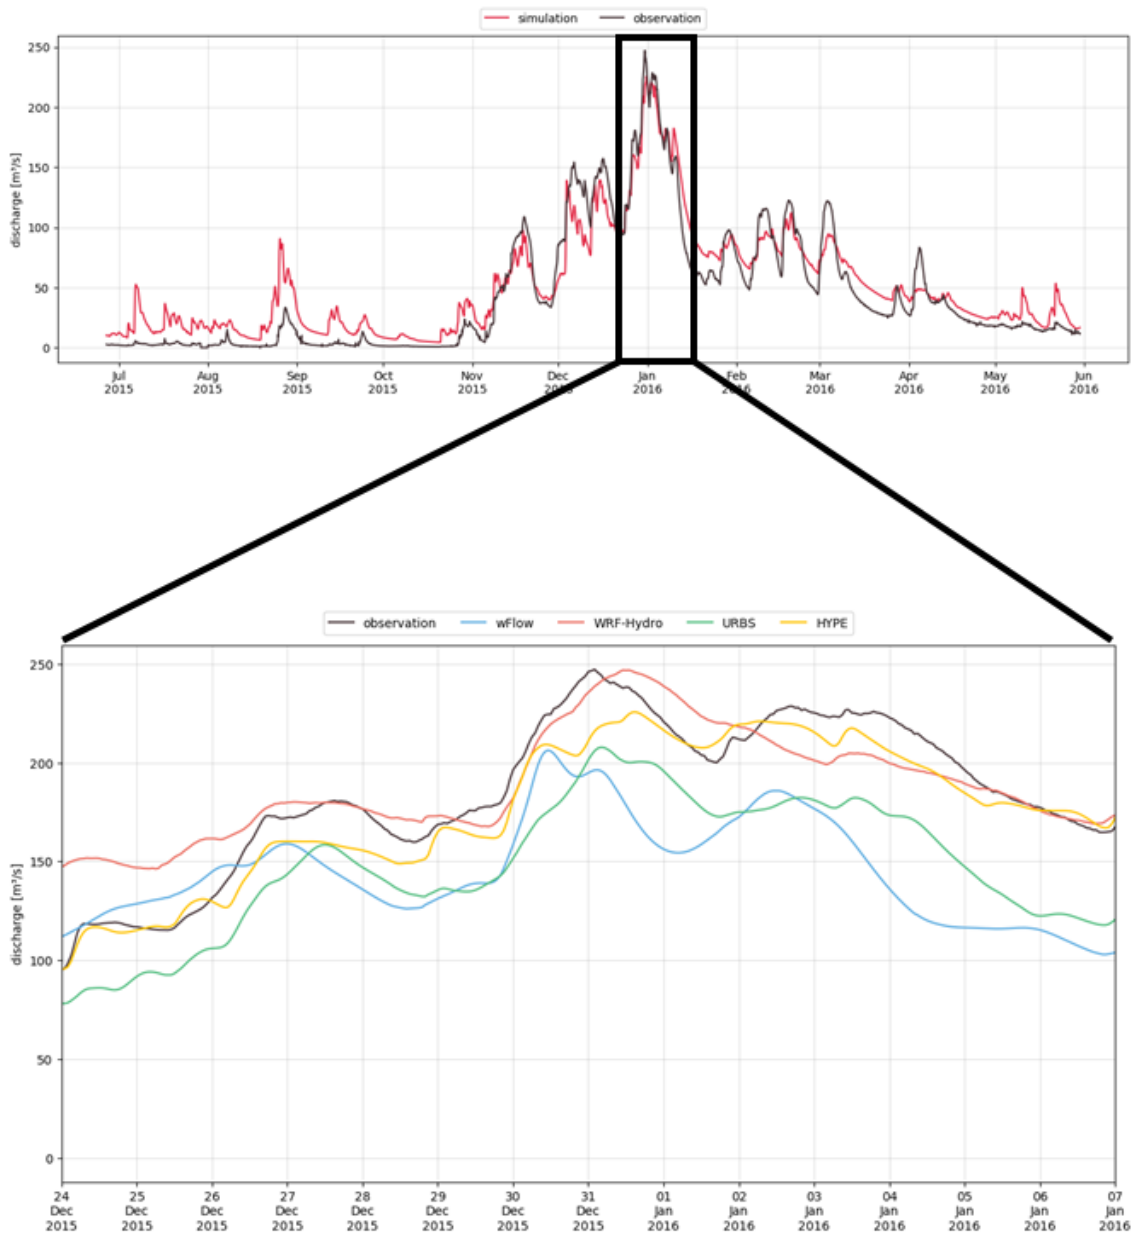 simulation observation
250
200
150
100
50
0
discharge [m³/s]
Jul Aug Sep Oct Nov Dec Jan Feb Mar Apr May Jun
2015 2015 2015 2015 2015 2015 2016 2016 2016 2016 2016 2016
observation wFlow WRF-Hydro URBS HYPE
250
200
150
100
50
0
discharge [m³/s]
24 25 26 27 28 29 30 31 01 02 03 04 05 06 07
Dec Dec Dec Dec Dec Dec Dec Dec Jan Jan Jan Jan Jan Jan Jan
2015 2015 2015 2015 2015 2015 2015 2015 2016 2016 2016 2016 2016 2016 2016